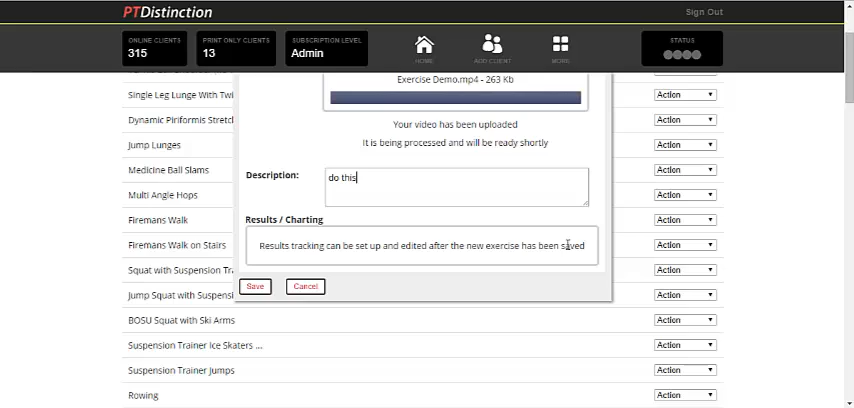 PTDistinction
Sign Out
ONLINE CLIENTS
315
PRINT ONLY CLIENTS
13
SUBSCRIPTION LEVEL
Admin
HOME
ADD CLIENT
MORE
STATUS
Exercise Demo.mp4 - 263 Kb
Single Leg Lunge With Twi
Action
Your video has been uploaded
Dynamic Piriformis Stretc
Action
It is being processed and will be ready shortly
Jump Lunges
Action
Medicine Ball Slams
Action
Description:
do this
Multi Angle Hops
Action
Results / Charting
Firemans Walk
Action
Results tracking can be set up and edited after the new exercise has been saved
Firemans Walk on Stairs
Action
Squat with Suspension Tra
Action
Save
Cancel
Jump Squat with Suspensi
Action
BOSU Squat with Ski Arms
Action
Suspension Trainer Ice Skaters ...
Action
Suspension Trainer Jumps
Action
Rowing
Action